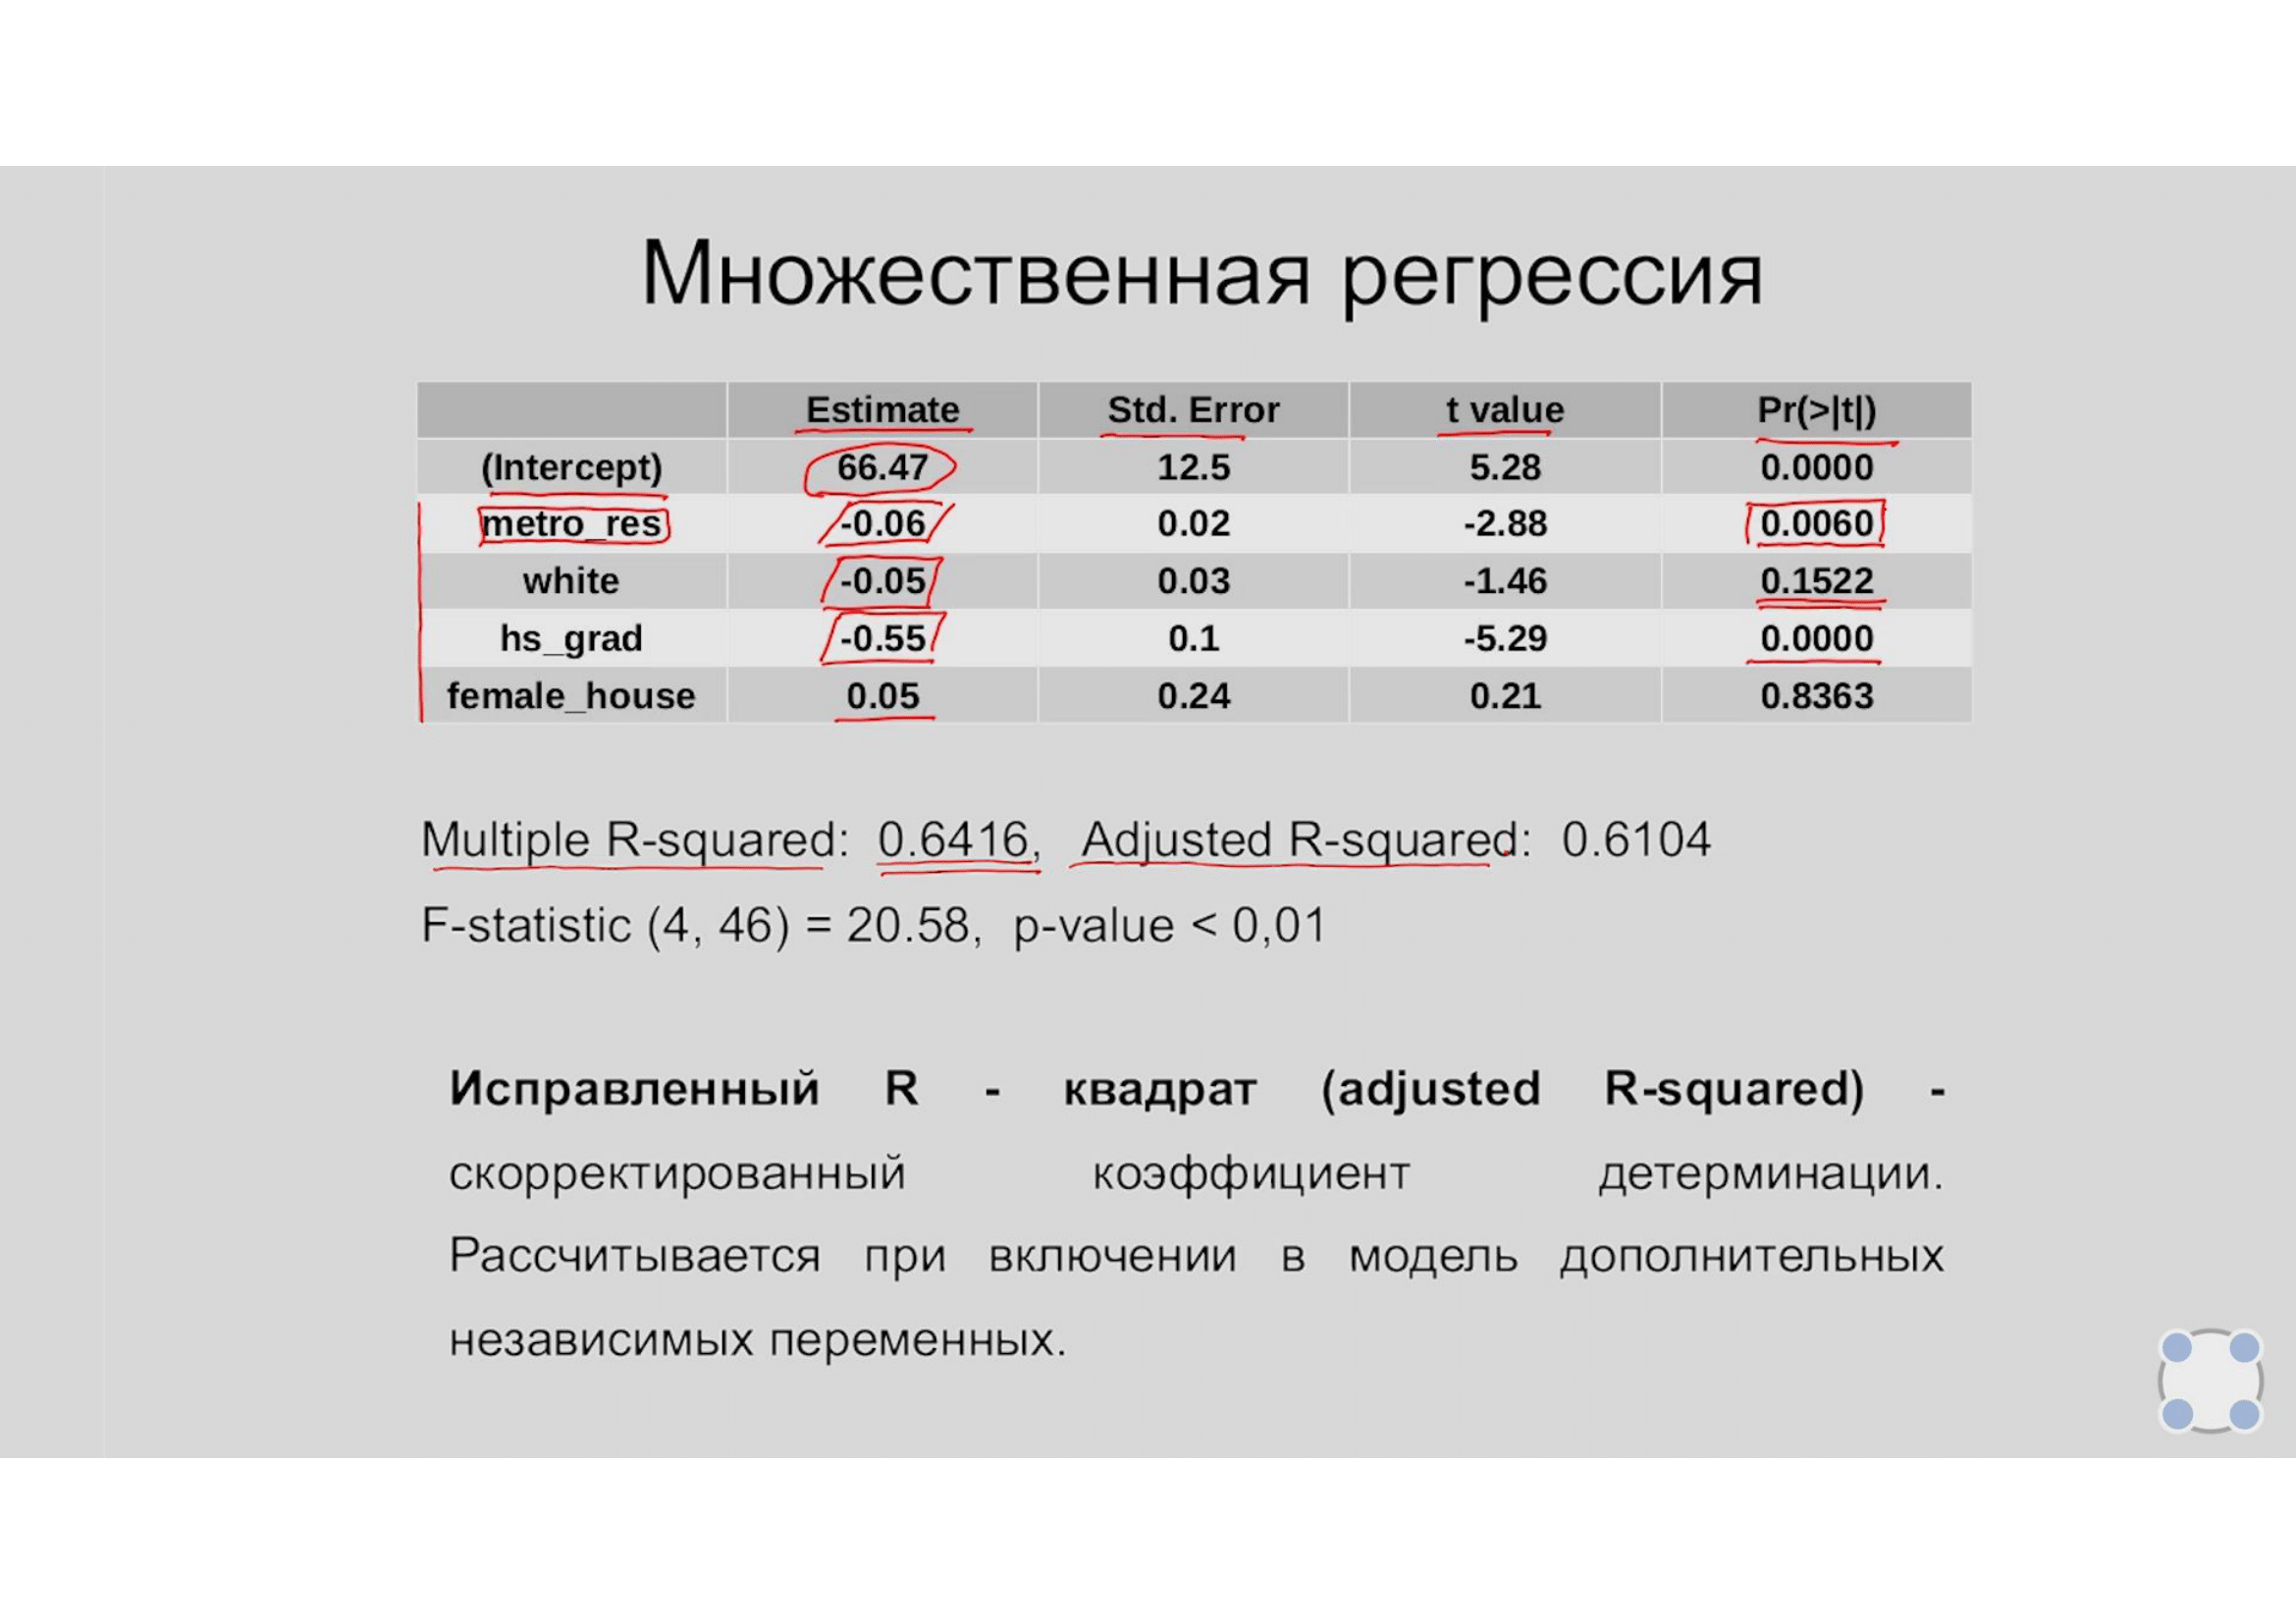 Множественная регрессия
Estimate Std. Error t value Pr(>|t|)
(Intercept) 66.47 12.5 5.28 0.0000
metro_res -0.06 0.02 -2.88 0.0060
white -0.05 0.03 -1.46 0.1522
hs_grad -0.55 0.1 -5.29 0.0000
female_house 0.05 0.24 0.21 0.8363
Multiple R-squared: 0.6416, Adjusted R-squared: 0.6104
F-statistic (4, 46) = 20.58, p-value < 0,01
Исправленный R - квадрат (adjusted R-squared) -
скорректированный коэффициент детерминации.
Рассчитывается при включении в модель дополнительных
независимых переменных.